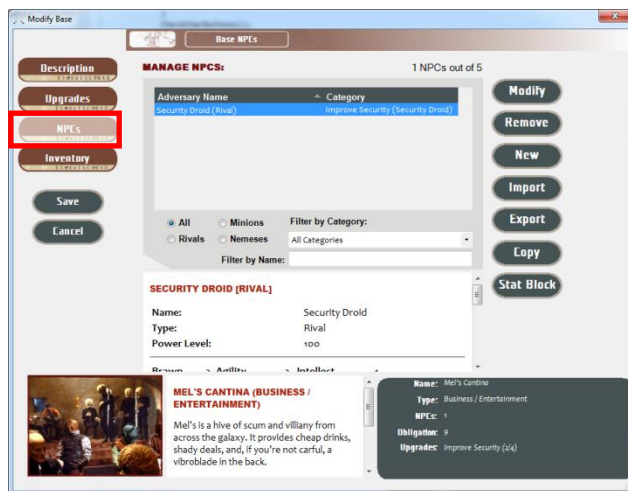 Modify Base
Base NPCs
Description
Upgrades
NPCs
Inventory
Save
Cancel
MANAGE NPCS:
1 NPCs out of 5
Adversary Name
Category
Security Droid (Rival)
Improve Security (Security Droid)
All
Minions
Rivals
Nemeses
Filter by Category:
All Categories
Filter by Name:
Modify
Remove
New
Import
Export
Copy
Stat Block
SECURITY DROID [RIVAL]
Name: Security Droid
Type: Rival
Power Level: 100
Brawn
Agility
Intellect
MEL'S CANTINA (BUSINESS /
ENTERTAINMENT)
Mel's is a hive of scum and villiany from
across the galaxy. It provides cheap drinks,
shady deals, and, if you're not carful, a
vibroblade in the back.
Name: Mel's Cantina
Type: Business / Entertainment
NPCs: 1
Obligation: 9
Upgrades: Improve Security (2/4)